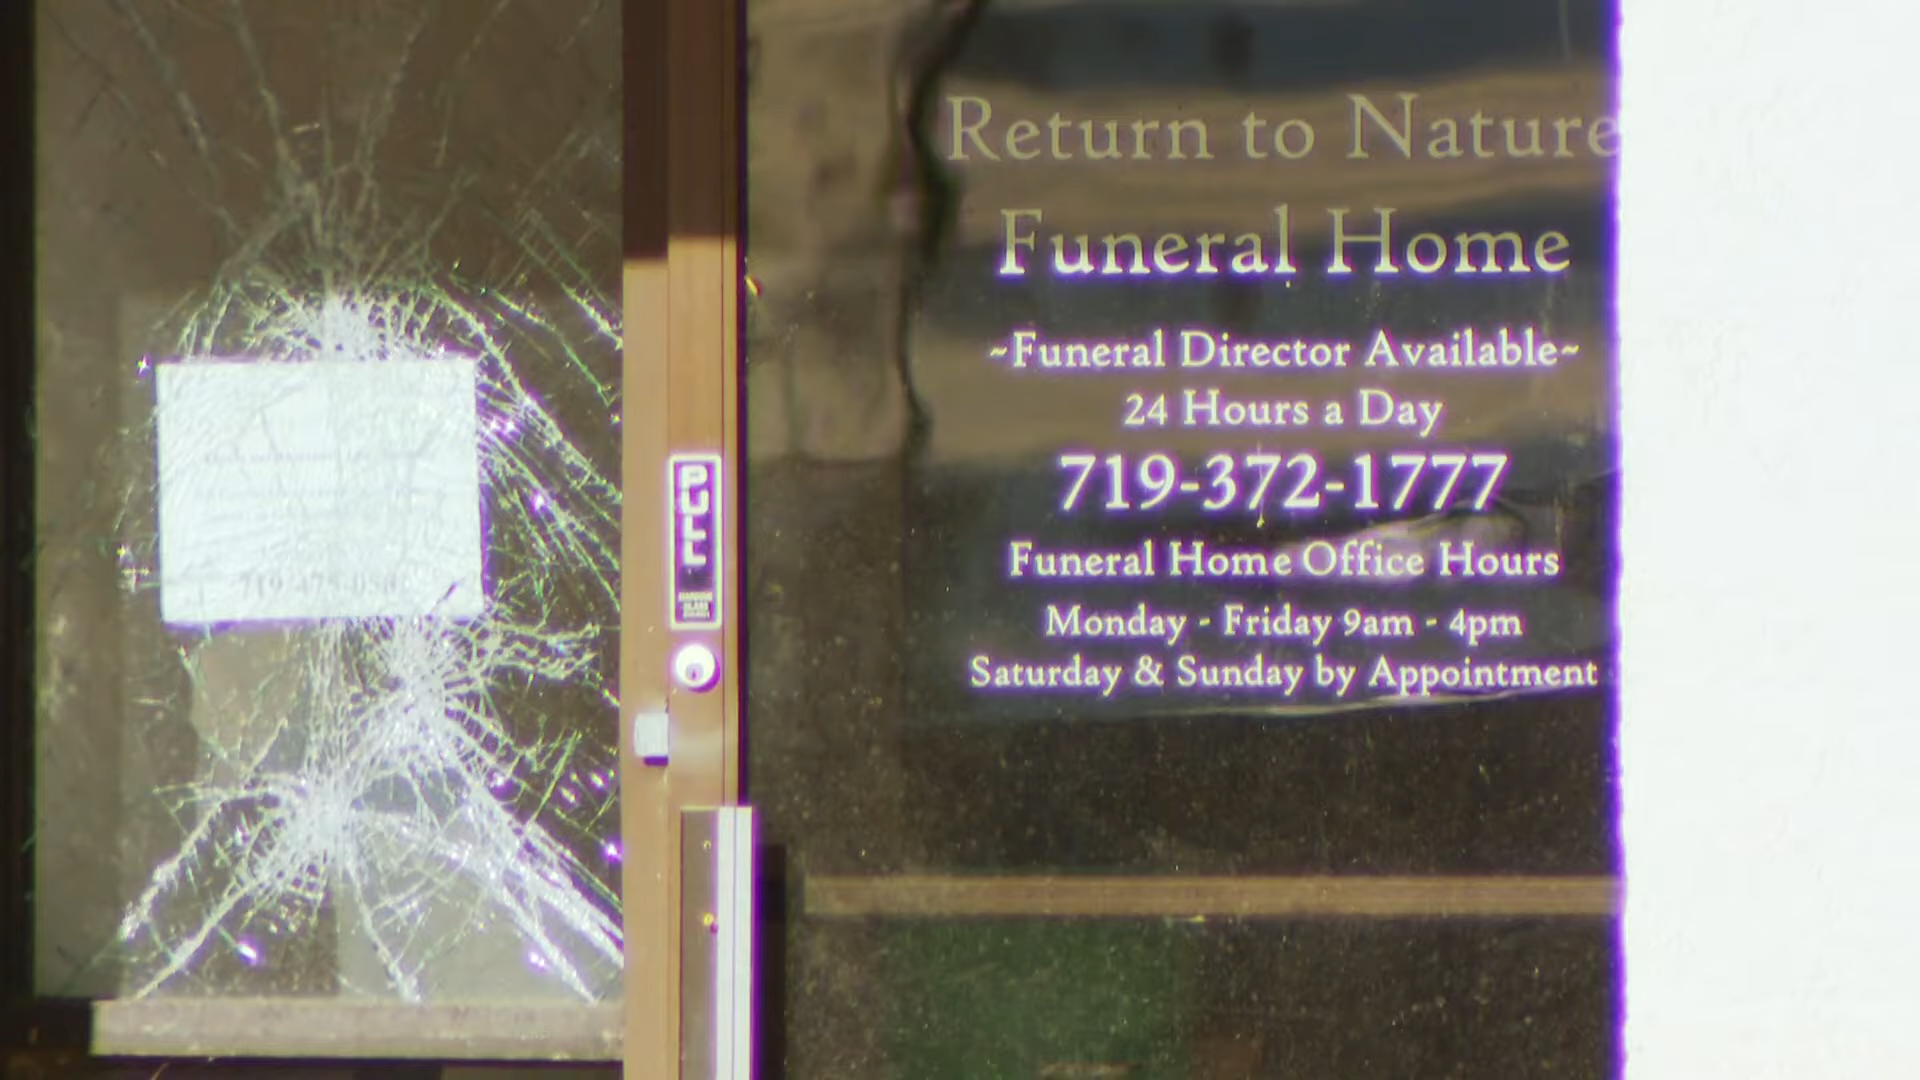 Return to Nature
Funeral Home
~Funeral Director Available~
24 Hours a Day
719-372-1777
Funeral Home Office Hours
Monday - Friday 9am - 4pm
Saturday & Sunday by Appointment
PULL